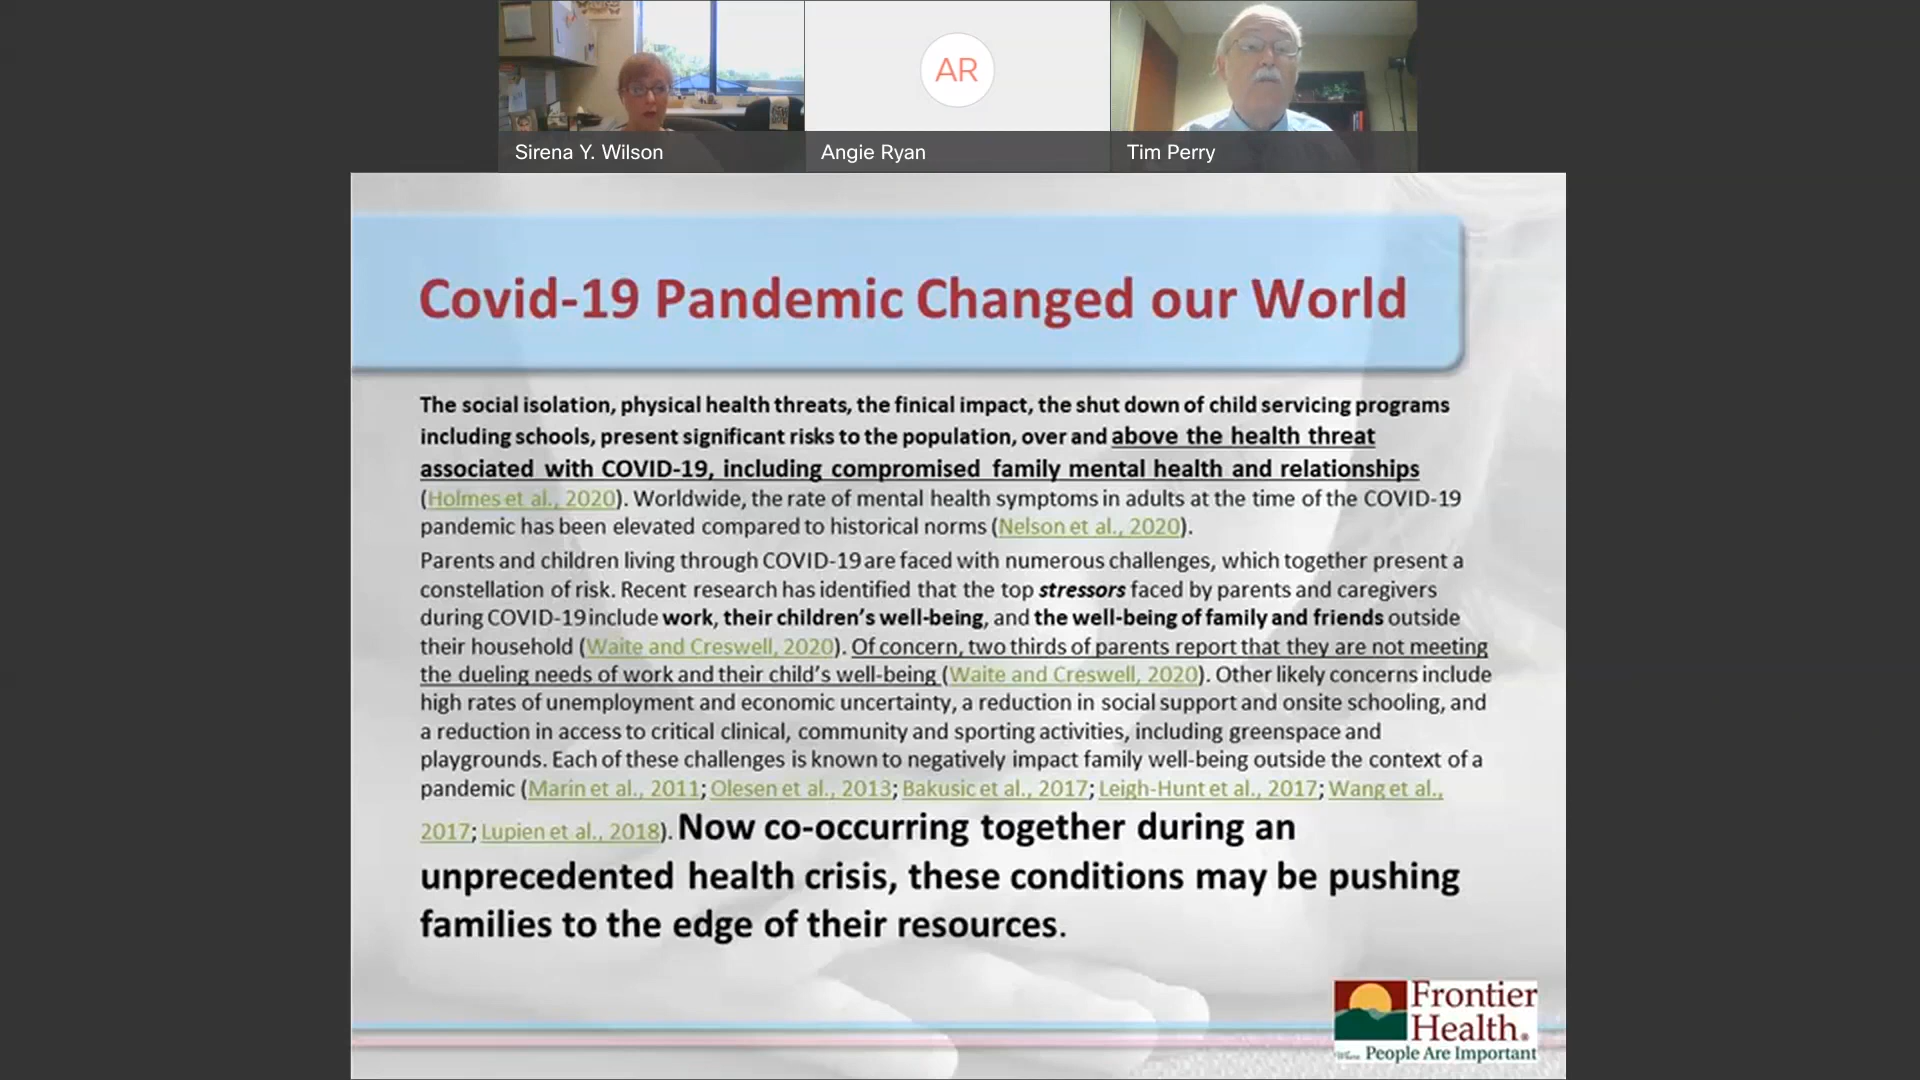 AR
Sirena Y. Wilson
Angie Ryan
Tim Perry
Covid-19 Pandemic Changed our World
The social isolation, physical health threats, the finical impact, the shut down of child servicing programs
including schools, present significant risks to the population, over and above the health threat
associated with COVID-19, including compromised family mental health and relationships
(Holmes et al., 2020). Worldwide, the rate of mental health symptoms in adults at the time of the COVID-19
pandemic has been elevated compared to historical norms (Nelson et al., 2020).
Parents and children living through COVID-19 are faced with numerous challenges, which together present a
constellation of risk. Recent research has identified that the top stressors faced by parents and caregivers
during COVID-19 include work, their children's well-being, and the well-being of family and friends outside
their household (Waite and Creswell, 2020). Of concern, two thirds of parents report that they are not meeting
the dueling needs of work and their child's well-being (Waite and Creswell, 2020). Other likely concerns include
high rates of unemployment and economic uncertainty, a reduction in social support and onsite schooling, and
a reduction in access to critical clinical, community and sporting activities, including greenspace and
playgrounds. Each of these challenges is known to negatively impact family well-being outside the context of a
pandemic (Marin et al., 2011; Olesen et al., 2013; Bakusic et al., 2017; Leigh-Hunt et al., 2017; Wang et al.,
2017; Lupien et al., 2018). Now co-occurring together during an
unprecedented health crisis, these conditions may be pushing
families to the edge of their resources.
Frontier
Health®
Where People Are Important